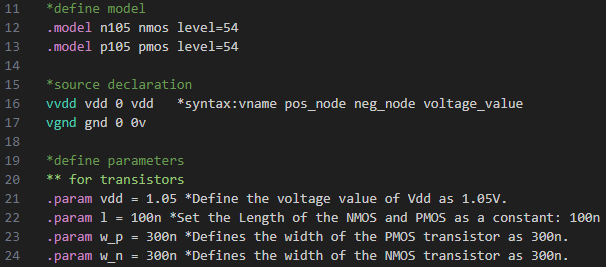 11 *define model
12 .model n105 nmos level=54
13 .model p105 pmos level=54
14
15 *source declaration
16 vvdd vdd 0 vdd   *syntax:vname pos_node neg_node voltage_value
17 vgnd gnd 0 0v
18
19 *define parameters
20 ** for transistors
21 .param vdd = 1.05 *Define the voltage value of Vdd as 1.05V.
22 .param l = 100n *Set the Length of the NMOS and PMOS as a constant: 100n
23 .param w_p = 300n *Defines the width of the PMOS transistor as 300n.
24 .param w_n = 300n *Defines the width of the NMOS transistor as 300n.